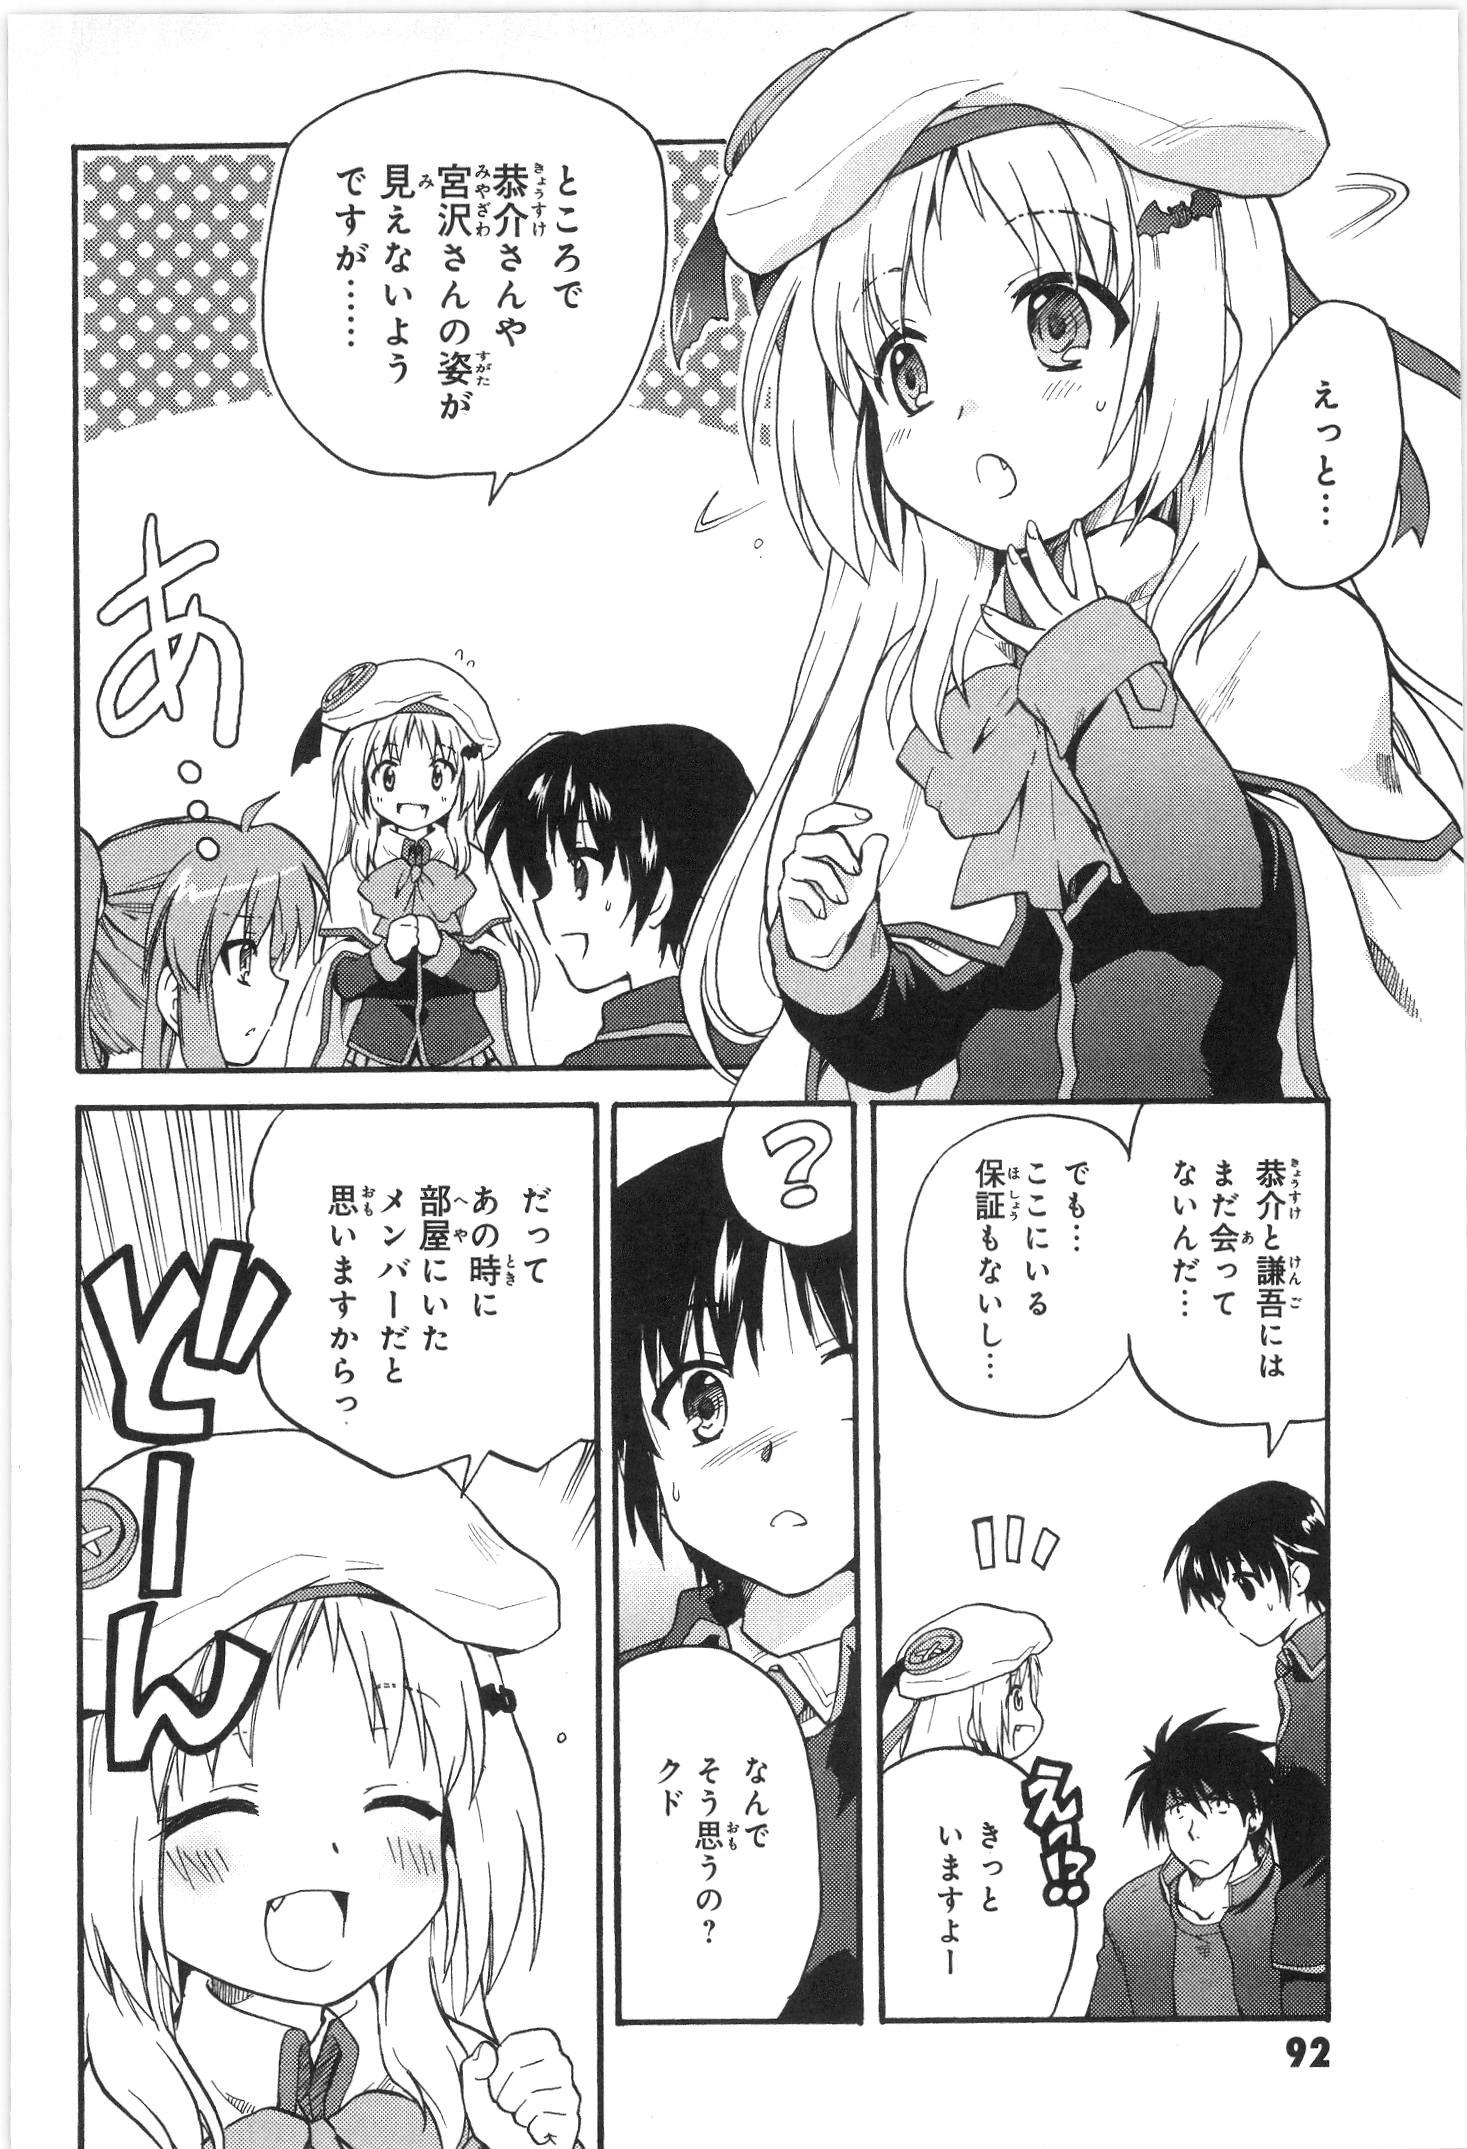 えっと…
ところで
恭介さんや
宮沢さんの姿が
見えないよう
ですが……
あ…
恭介と謙吾には
まだ会って
ないんだ…
でも…
ここにいる
保証もないし…
えっ!?
きっと
いますよー
？
なんで
そう思うの？
クド
だって
あの時に
部屋にいた
メンバーだと
思いますからっ
どーん
92